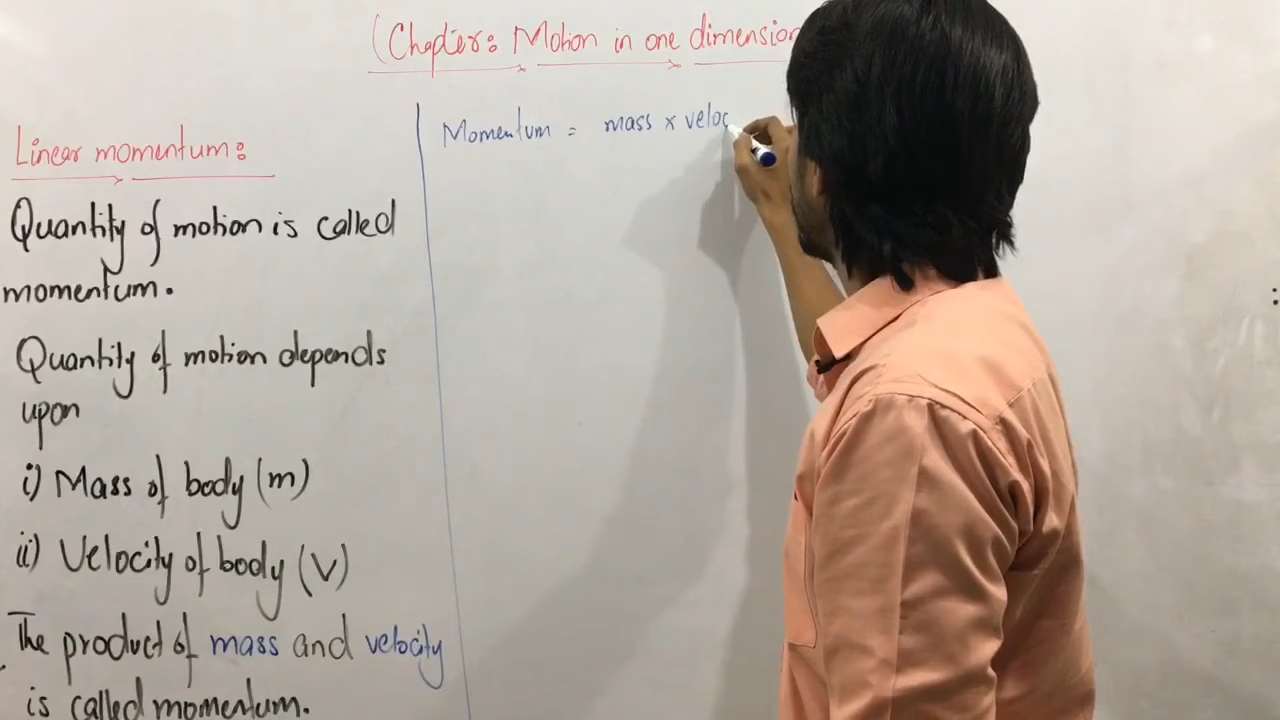 (Chapter: Motion in one dimension
Linear momentum:
Quantity of motion is called
momentum.
Quantity of motion depends
upon
i) Mass of body (m)
ii) Velocity of body (V)
The product of mass and velocity
is called momentum.
Momentum = mass x veloc